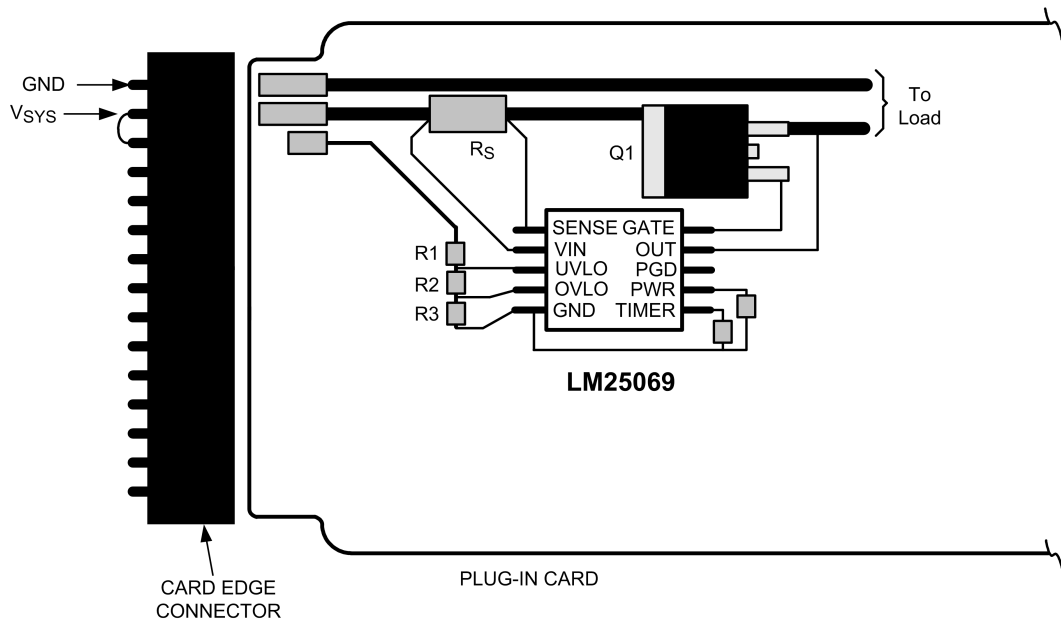 GND
VSYS
To
Load
RS
Q1
SENSE GATE
VIN OUT
R1
UVLO PGD
R2
OVLO PWR
R3
GND TIMER
LM25069
PLUG-IN CARD
CARD EDGE
CONNECTOR